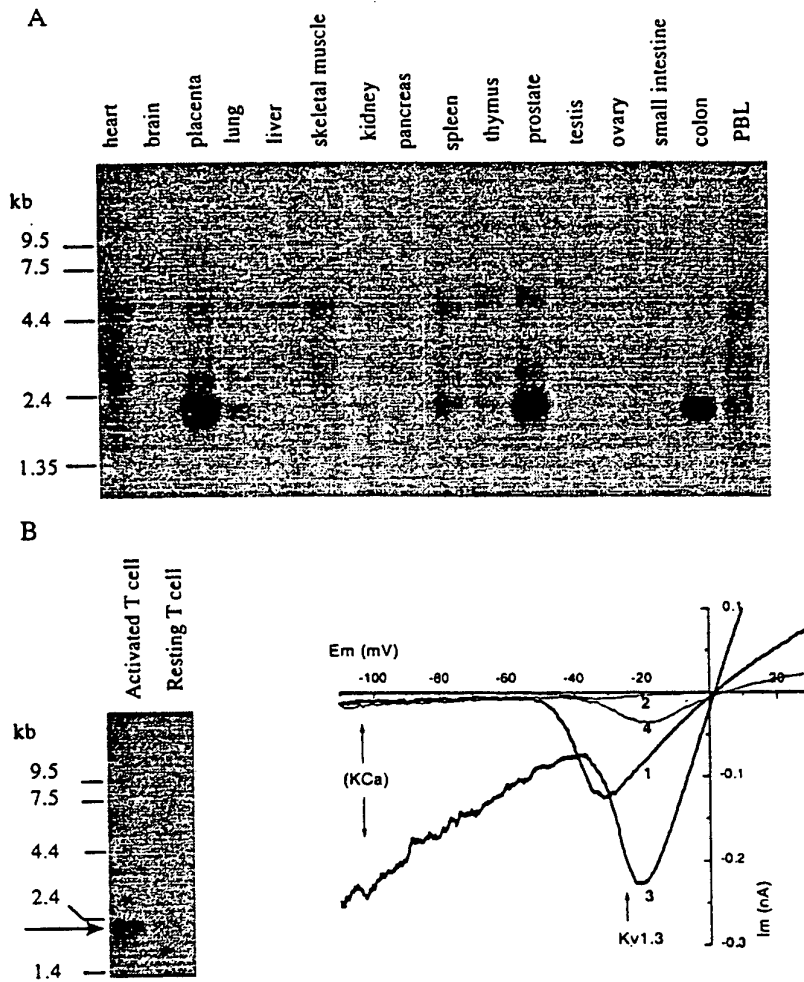 A
heart
brain
placenta
lung
liver
skeletal muscle
kidney
pancreas
spleen
thymus
prostate
testis
ovary
small intestine
colon
PBL
kb
9.5
7.5
4.4
2.4
1.35
B
Activated T cell
Resting T cell
kb
9.5
7.5
4.4
2.4
1.4
Em (mV)
-100
-80
-60
-40
-20
20
0.1
-0.1
-0.2
-0.3
Im (nA)
(KCa)
Kv1.3
2
4
1
3